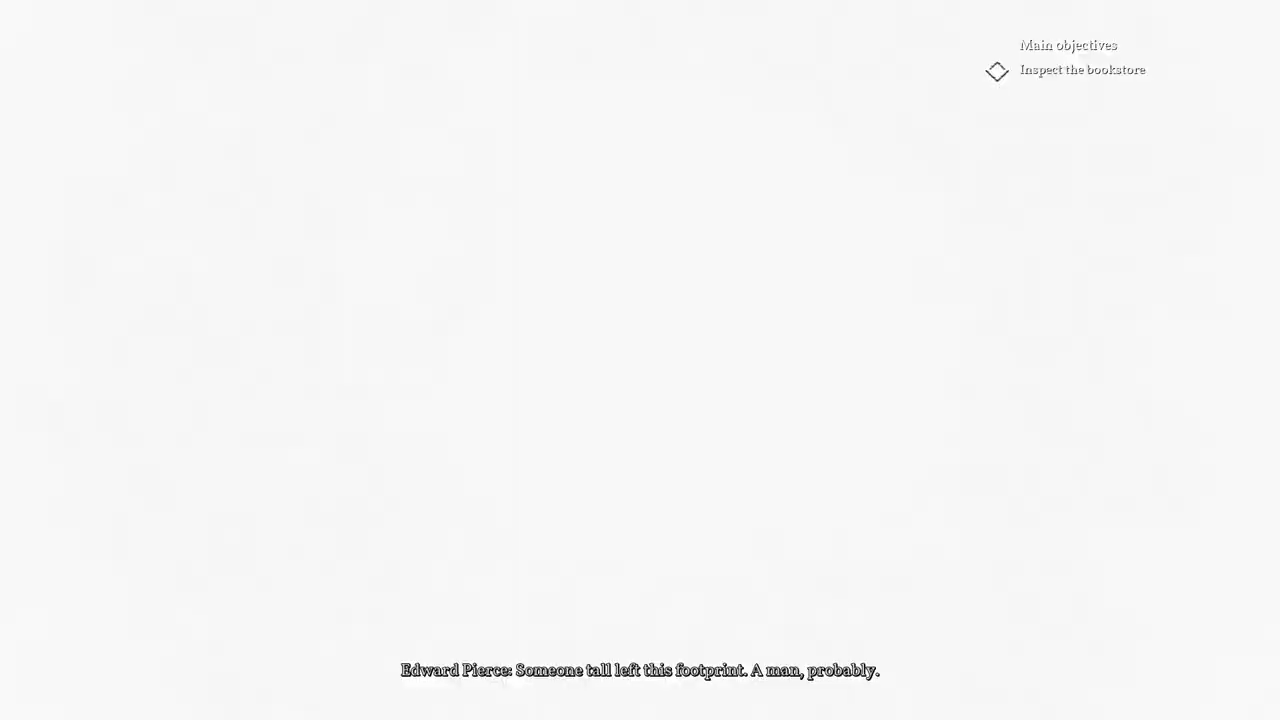 Main objectives
Inspect the bookstore
Edward Pierce: Someone tall left this footprint. A man, probably.